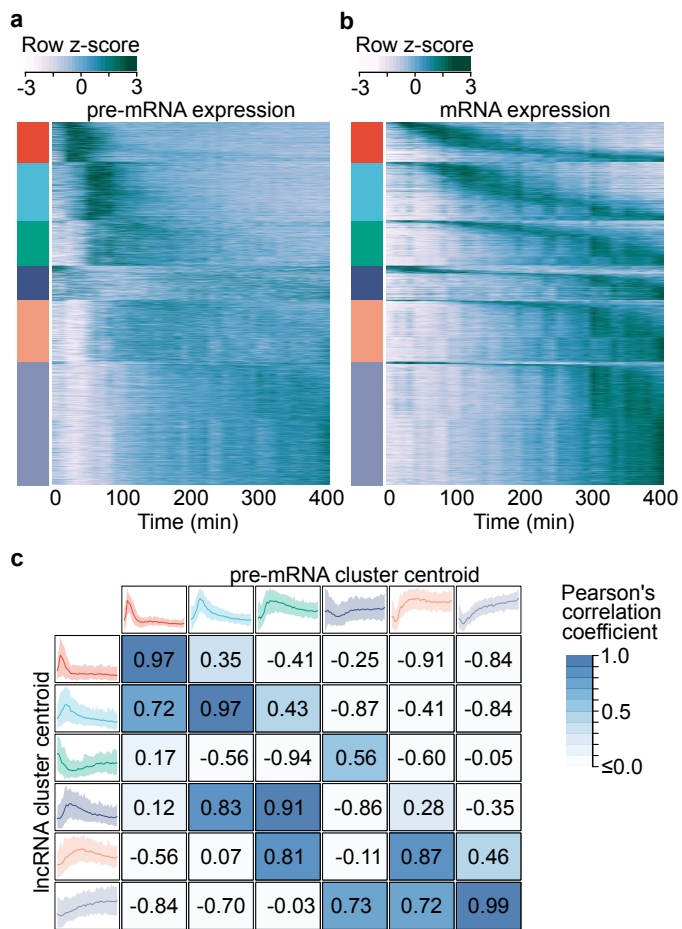 a
Row z-score
-3 0 3
pre-mRNA expression
0 100 200 300 400
Time (min)
b
Row z-score
-3 0 3
mRNA expression
0 100 200 300 400
Time (min)
c
pre-mRNA cluster centroid
lncRNA cluster centroid
0.97 0.35 -0.41 -0.25 -0.91 -0.84
0.72 0.97 0.43 -0.87 -0.41 -0.84
0.17 -0.56 -0.94 0.56 -0.60 -0.05
0.12 0.83 0.91 -0.86 0.28 -0.35
-0.56 0.07 0.81 -0.11 0.87 0.46
-0.84 -0.70 -0.03 0.73 0.72 0.99
Pearson's
correlation
coefficient
1.0
0.5
≤0.0